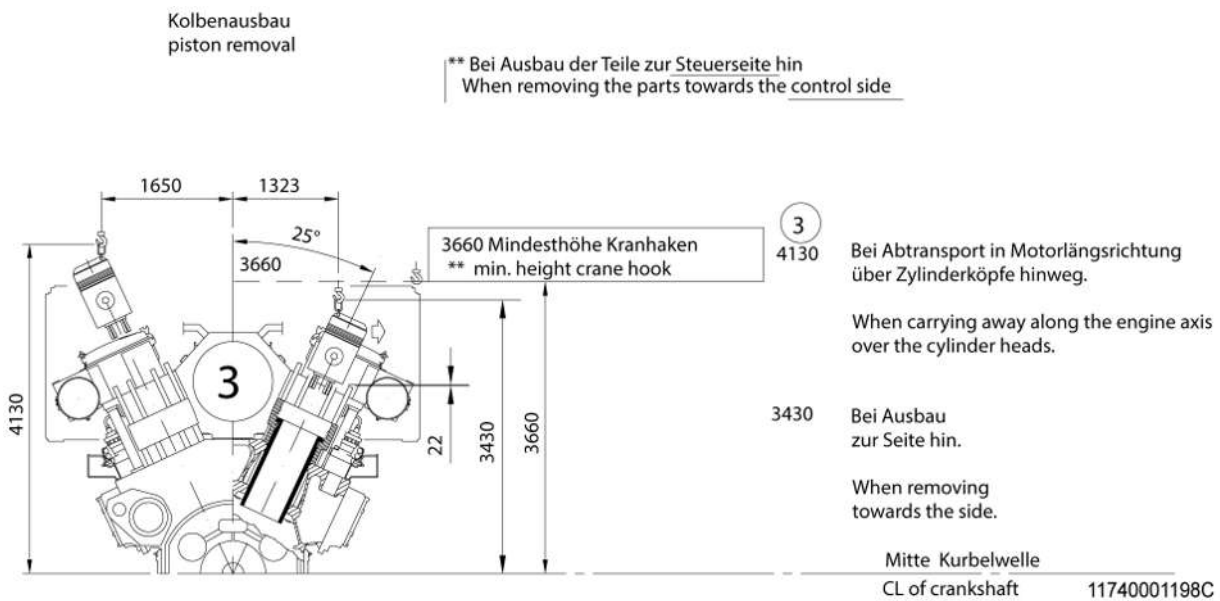 Kolbenausbau
piston removal
** Bei Ausbau der Teile zur Steuerseite hin
When removing the parts towards the control side
1650
1323
25°
3660
3660 Mindesthöhe Kranhaken
** min. height crane hook
3
4130
Bei Abtransport in Motorlängsrichtung
über Zylinderköpfe hinweg.
When carrying away along the engine axis
over the cylinder heads.
3
4130
22
3430
3660
3430
Bei Ausbau
zur Seite hin.
When removing
towards the side.
Mitte Kurbelwelle
CL of crankshaft
11740001198C